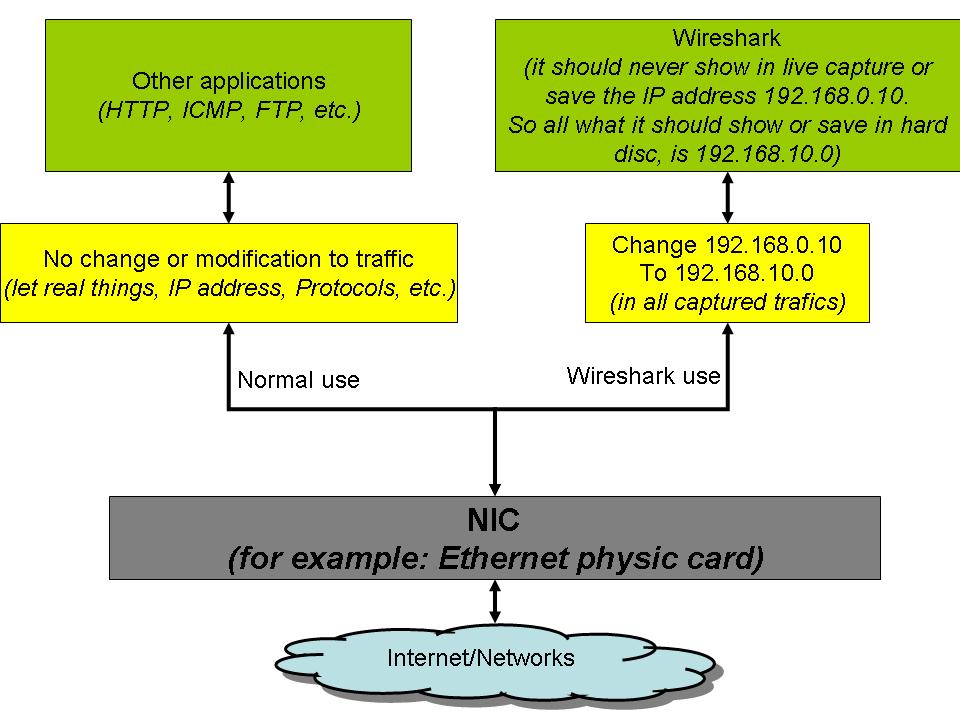 Other applications
(HTTP, ICMP, FTP, etc.)
Wireshark
(it should never show in live capture or
save the IP address 192.168.0.10.
So all what it should show or save in hard
disc, is 192.168.10.0)
No change or modification to traffic
(let real things, IP address, Protocols, etc.)
Change 192.168.0.10
To 192.168.10.0
(in all captured trafics)
Normal use
Wireshark use
NIC
(for example: Ethernet physic card)
Internet/Networks